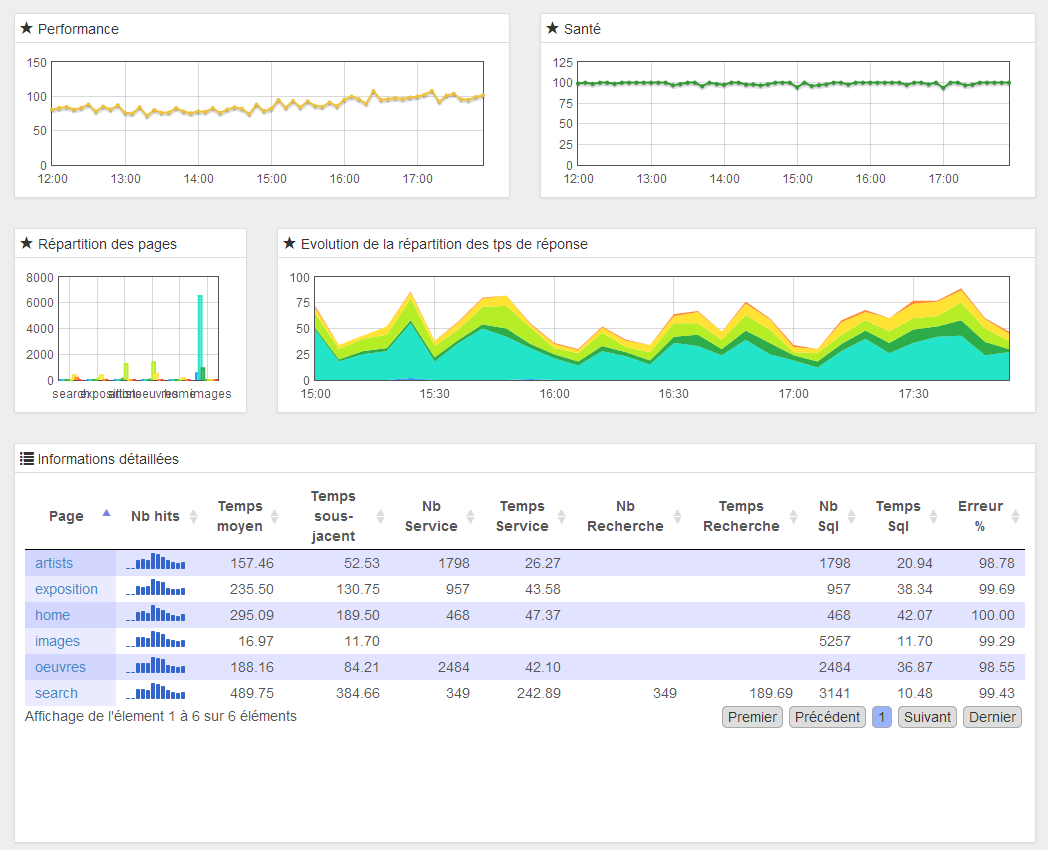 ★ Performance
150
100
50
0
12:00 13:00 14:00 15:00 16:00 17:00
★ Santé
125
100
75
50
25
0
12:00 13:00 14:00 15:00 16:00 17:00
★ Répartition des pages
8000
6000
4000
2000
0
search expositions artists oeuvres home images
★ Evolution de la répartition des tps de réponse
100
75
50
25
0
15:00 15:30 16:00 16:30 17:00 17:30
Informations détaillées
Page Nb hits Temps moyen Temps sous-jacent Nb Service Temps Service Nb Recherche Temps Recherche Nb Sql Temps Sql Erreur %
artists 157.46 52.53 1798 26.27 1798 20.94 98.78
exposition 235.50 130.75 957 43.58 957 38.34 99.69
home 295.09 189.50 468 47.37 468 42.07 100.00
images 16.97 11.70 5257 11.70 99.29
oeuvres 188.16 84.21 2484 42.10 2484 36.87 98.55
search 489.75 384.66 349 242.89 349 189.69 3141 10.48 99.43
Affichage de l'élement 1 à 6 sur 6 éléments
Premier Précédent 1 Suivant Dernier